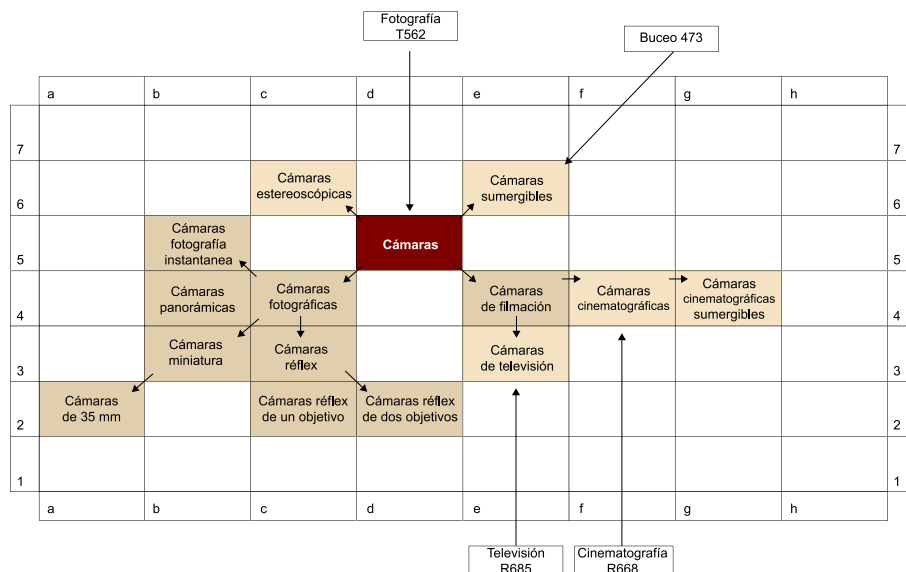 Fotografía
T562
Buceo 473
a b c d e f g h
7 7
6 Cámaras
estereoscópicas
Cámaras
sumergibles
6
5 Cámaras
fotografía
instantanea
Cámaras
5
4 Cámaras
panorámicas
Cámaras
fotográficas
Cámaras
de filmación
Cámaras
cinematográficas
Cámaras
cinematográficas
sumergibles
4
3 Cámaras
miniatura
Cámaras
réflex
Cámaras
de televisión
3
2 Cámaras
de 35 mm
Cámaras réflex
de un objetivo
Cámaras réflex
de dos objetivos
2
1 1
a b c d e f g h
Televisión
R685
Cinematografía
R668